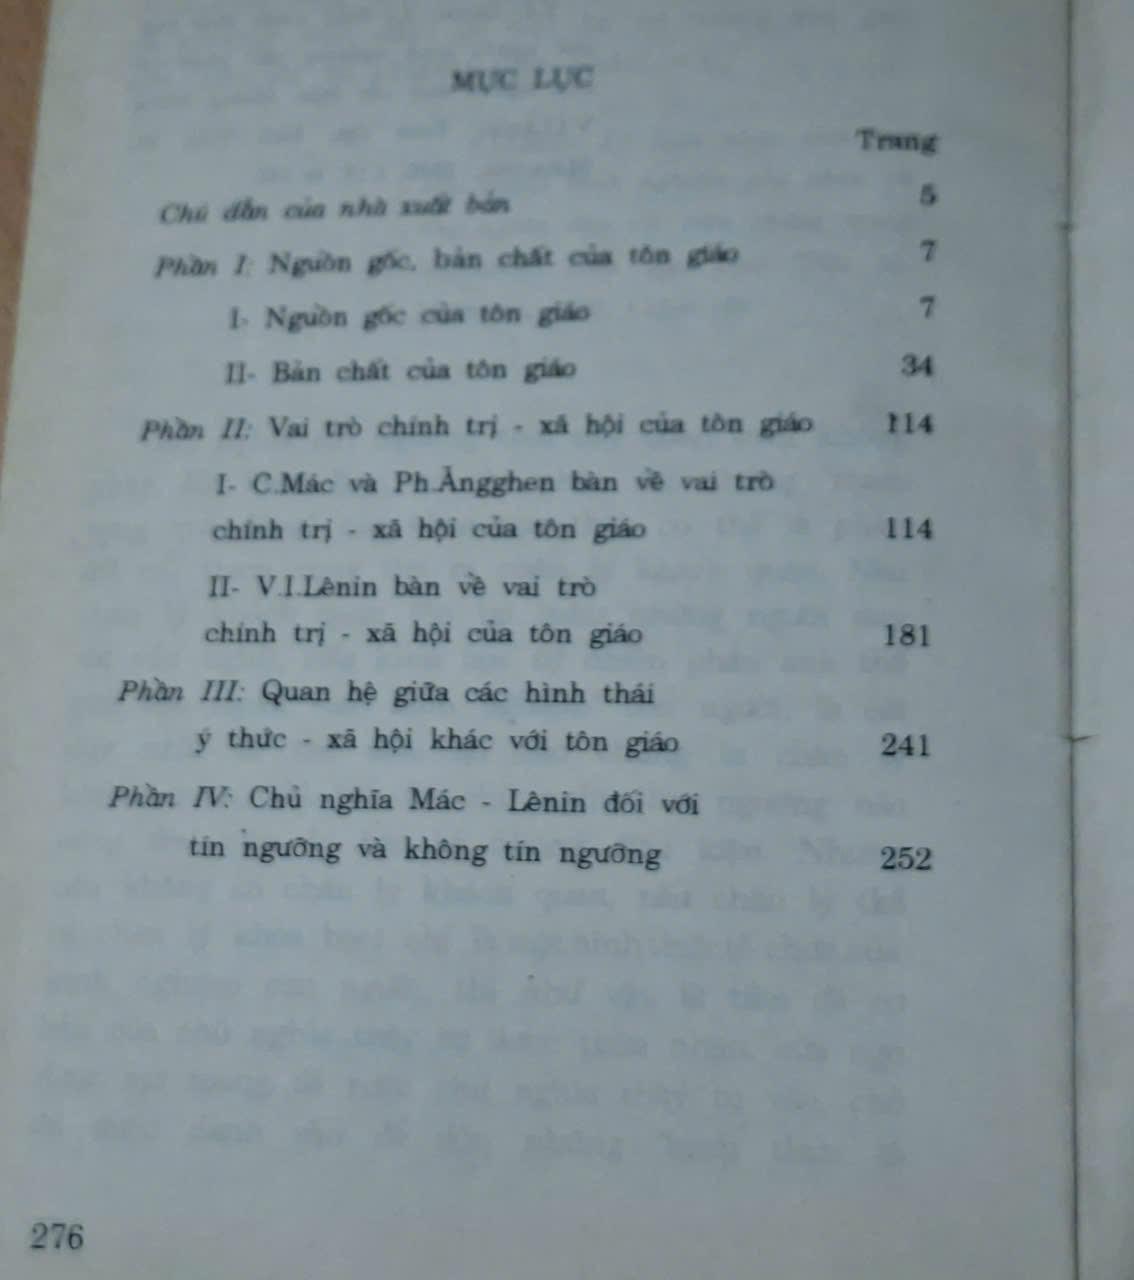 MỤC LỤC
Trang
Chú dẫn của nhà xuất bản 5
Phần I: Nguồn gốc, bản chất của tôn giáo 7
I- Nguồn gốc của tôn giáo 7
II- Bản chất của tôn giáo 34
Phần II: Vai trò chính trị - xã hội của tôn giáo 114
I- C.Mác và Ph.Ăngghen bàn về vai trò
chính trị - xã hội của tôn giáo 114
II- V.I.Lênin bàn về vai trò
chính trị - xã hội của tôn giáo 181
Phần III: Quan hệ giữa các hình thái
ý thức - xã hội khác với tôn giáo 241
Phần IV: Chủ nghĩa Mác - Lênin đối với
tín ngưỡng và không tín ngưỡng 252
276